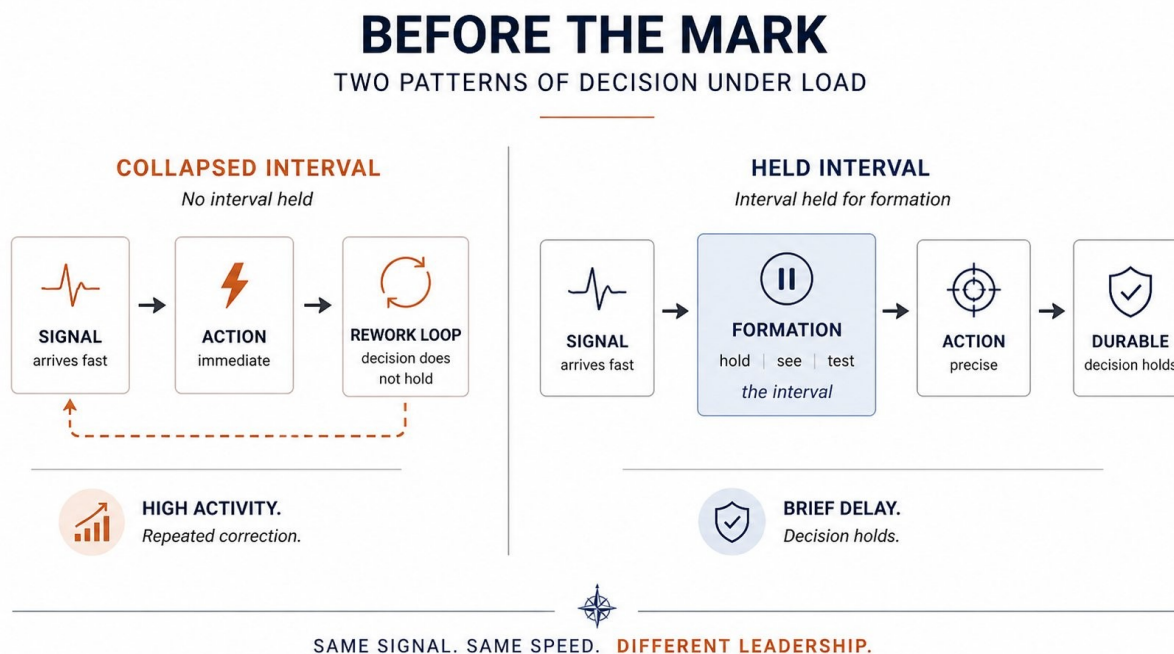 BEFORE THE MARK
TWO PATTERNS OF DECISION UNDER LOAD
COLLAPSED INTERVAL
No interval held
SIGNAL
arrives fast
ACTION
immediate
REWORK LOOP
decision does
not hold
HIGH ACTIVITY.
Repeated correction.
HELD INTERVAL
Interval held for formation
SIGNAL
arrives fast
FORMATION
hold | see | test
the interval
ACTION
precise
DURABLE
decision holds
BRIEF DELAY.
Decision holds.
SAME SIGNAL. SAME SPEED. DIFFERENT LEADERSHIP.